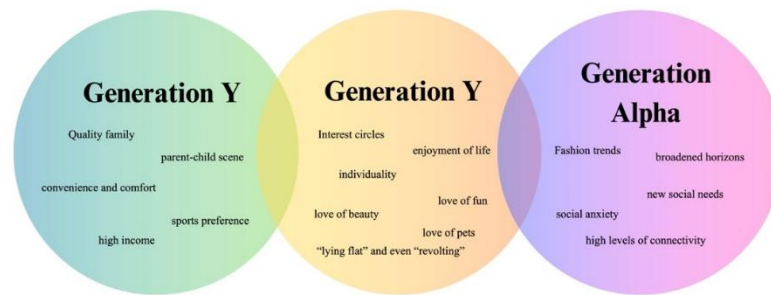 Generation Y
Quality family
parent-child scene
convenience and comfort
sports preference
high income
Generation Y
Interest circles
enjoyment of life
individuality
love of fun
love of beauty
love of pets
“lying flat” and even “revolting”
Generation
Alpha
Fashion trends
broadened horizons
new social needs
social anxiety
high levels of connectivity